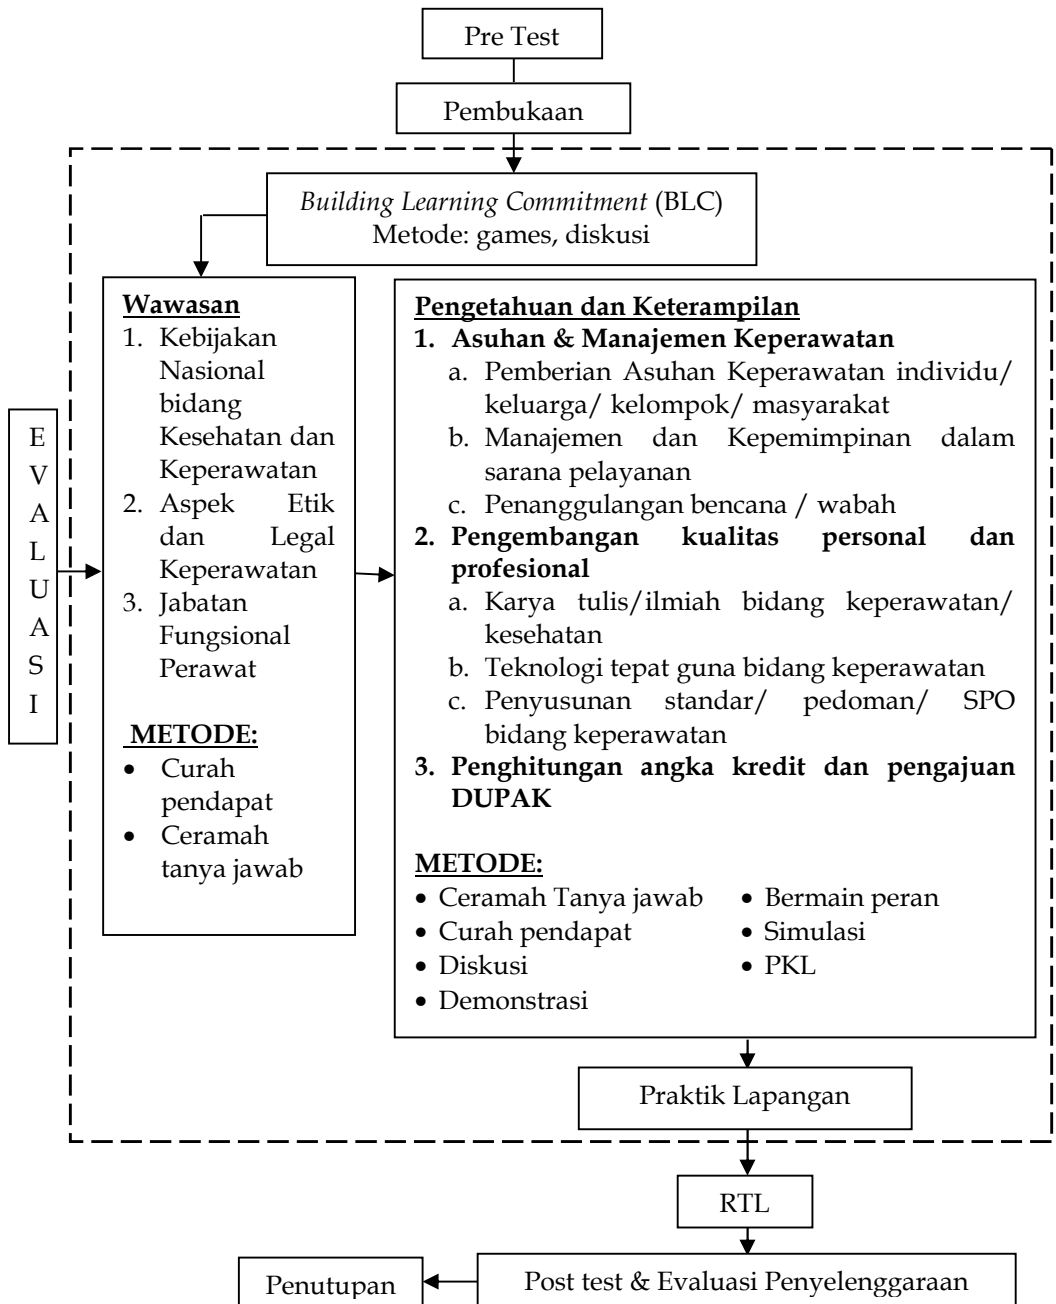 Pre Test
Pembukaan
Building Learning Commitment (BLC)
Metode: games, diskusi
E
V
A
L
U
A
S
I
Wawasan
1. Kebijakan
Nasional
bidang
Kesehatan dan
Keperawatan
2. Aspek Etik
dan Legal
Keperawatan
3. Jabatan
Fungsional
Perawat
METODE:
• Curah
pendapat
• Ceramah
tanya jawab
Pengetahuan dan Keterampilan
1. Asuhan & Manajemen Keperawatan
a. Pemberian Asuhan Keperawatan individu/
keluarga/ kelompok/ masyarakat
b. Manajemen dan Kepemimpinan dalam
sarana pelayanan
c. Penanggulangan bencana / wabah
2. Pengembangan kualitas personal dan
profesional
a. Karya tulis/ilmiah bidang keperawatan/
kesehatan
b. Teknologi tepat guna bidang keperawatan
c. Penyusunan standar/ pedoman/ SPO
bidang keperawatan
3. Penghitungan angka kredit dan pengajuan
DUPAK
METODE:
• Ceramah Tanya jawab
• Curah pendapat
• Diskusi
• Demonstrasi
• Bermain peran
• Simulasi
• PKL
Praktik Lapangan
RTL
Post test & Evaluasi Penyelenggaraan
Penutupan